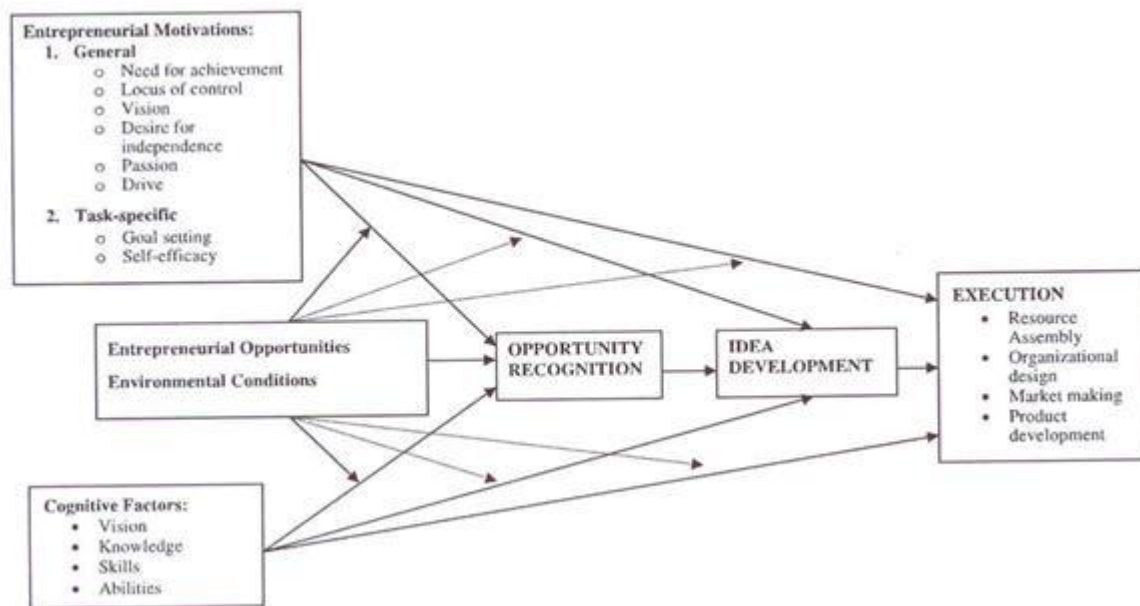 Entrepreneurial Motivations:
1. General
o Need for achievement
o Locus of control
o Vision
o Desire for
independence
o Passion
o Drive
2. Task-specific
o Goal setting
o Self-efficacy
Entrepreneurial Opportunities
Environmental Conditions
OPPORTUNITY
RECOGNITION
IDEA
DEVELOPMENT
EXECUTION
• Resource
Assembly
• Organizational
design
• Market making
• Product
development
Cognitive Factors:
• Vision
• Knowledge
• Skills
• Abilities